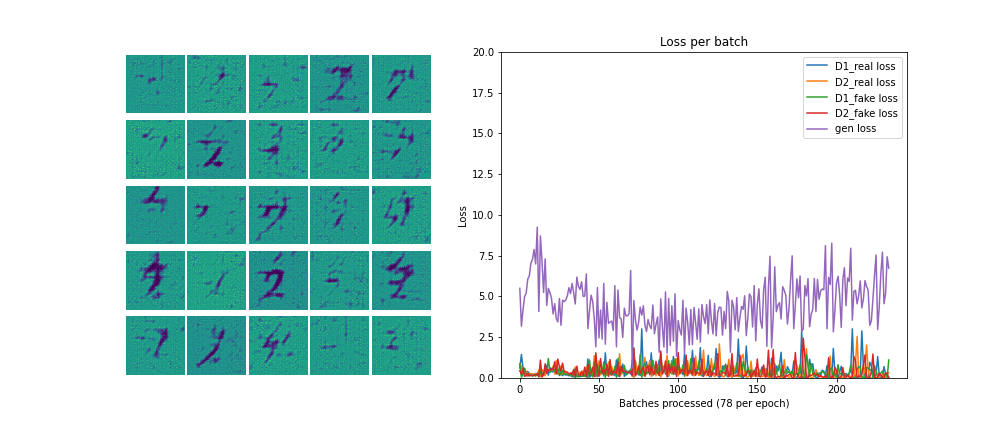 Loss per batch
20.0
17.5
15.0
12.5
10.0
7.5
5.0
2.5
0.0
Loss
D1_real loss
D2_real loss
D1_fake loss
D2_fake loss
gen loss
0
50
100
150
200
Batches processed (78 per epoch)